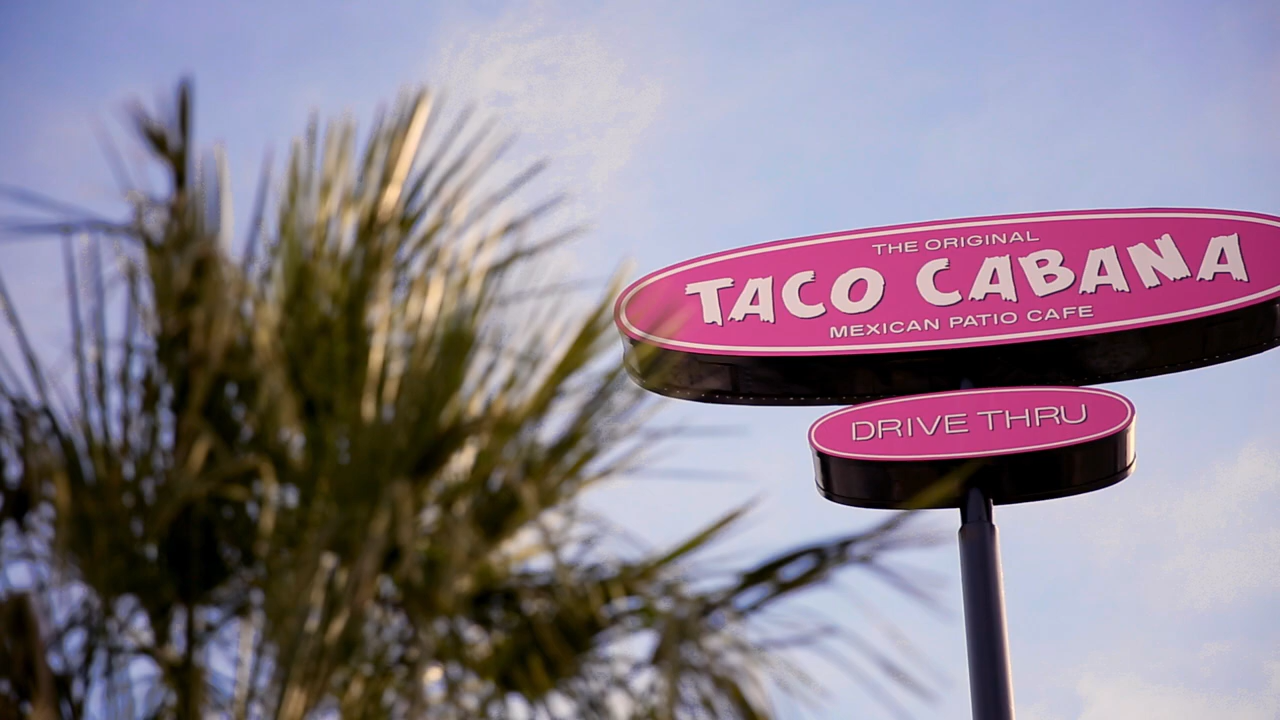 THE ORIGINAL
TACO CABANA
MEXICAN PATIO CAFE
DRIVE THRU